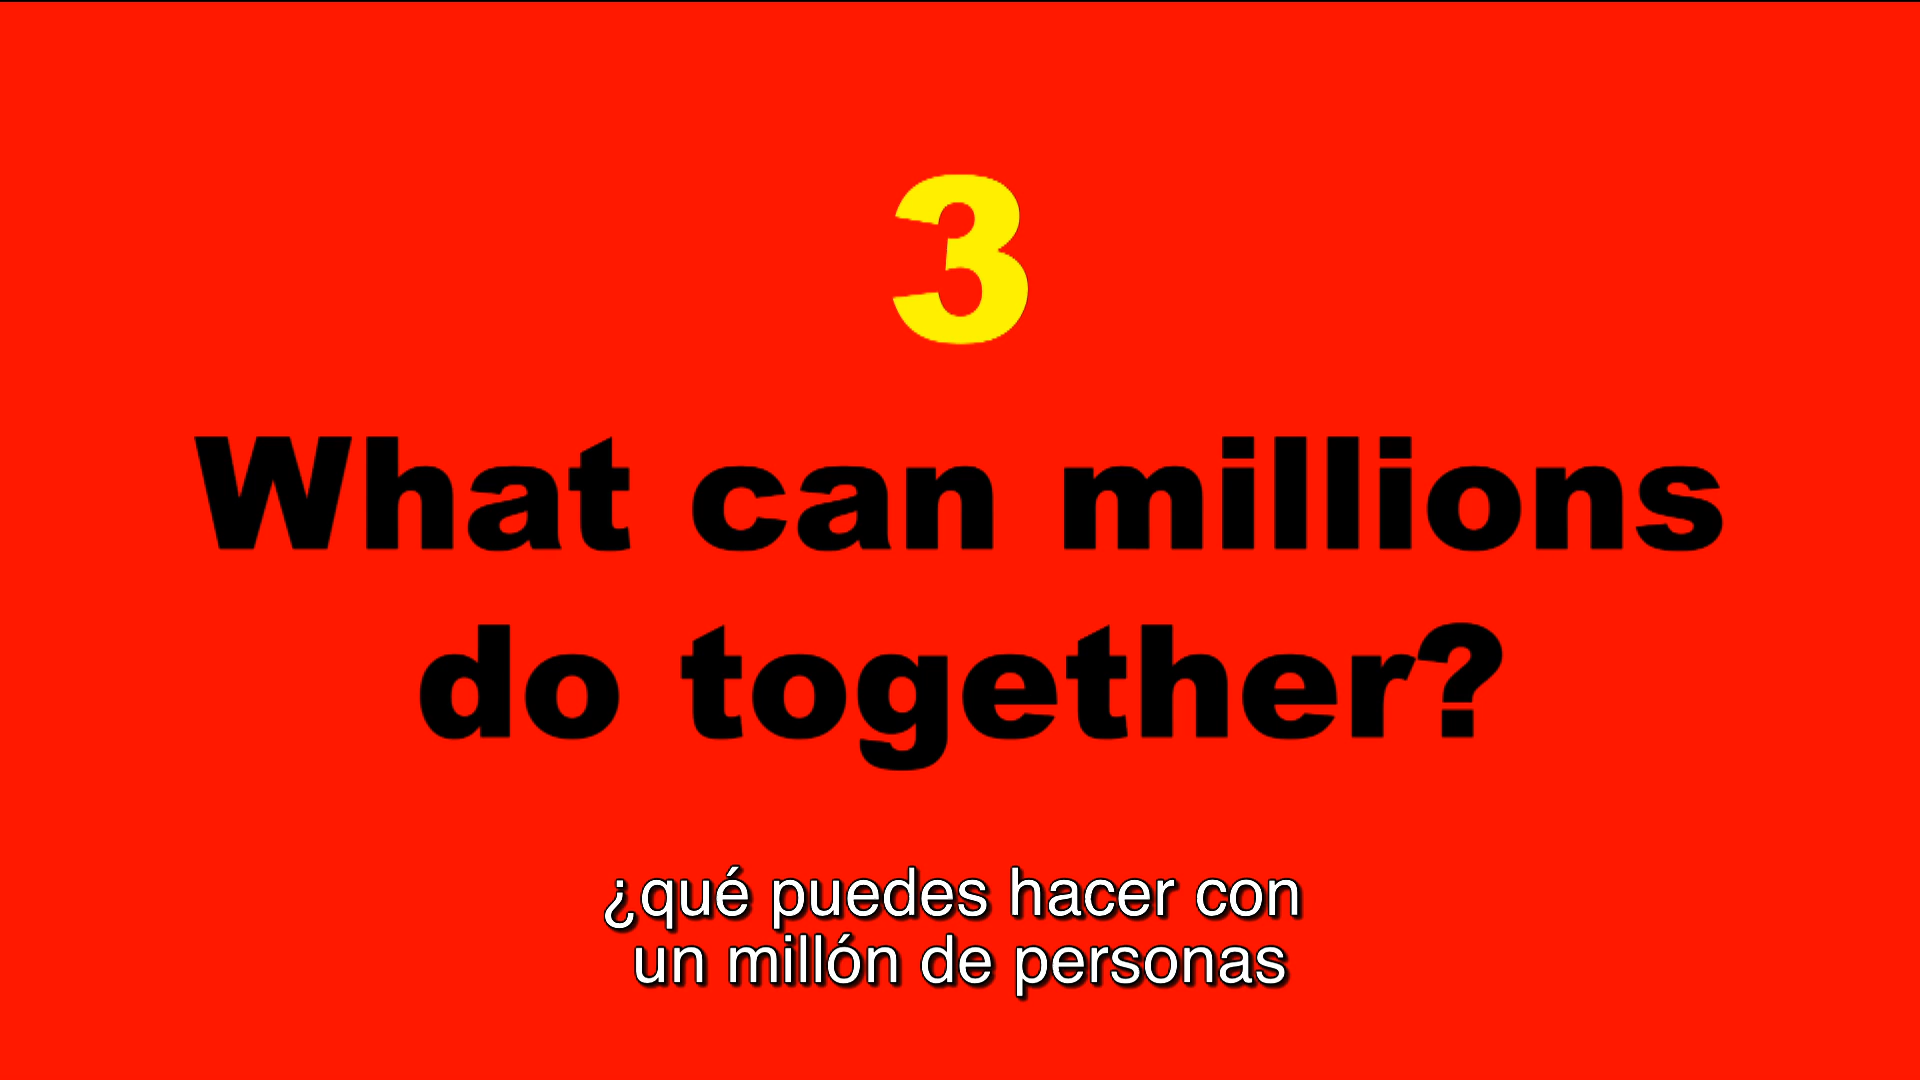 3
What can millions
do together?
¿qué puedes hacer con
un millón de personas